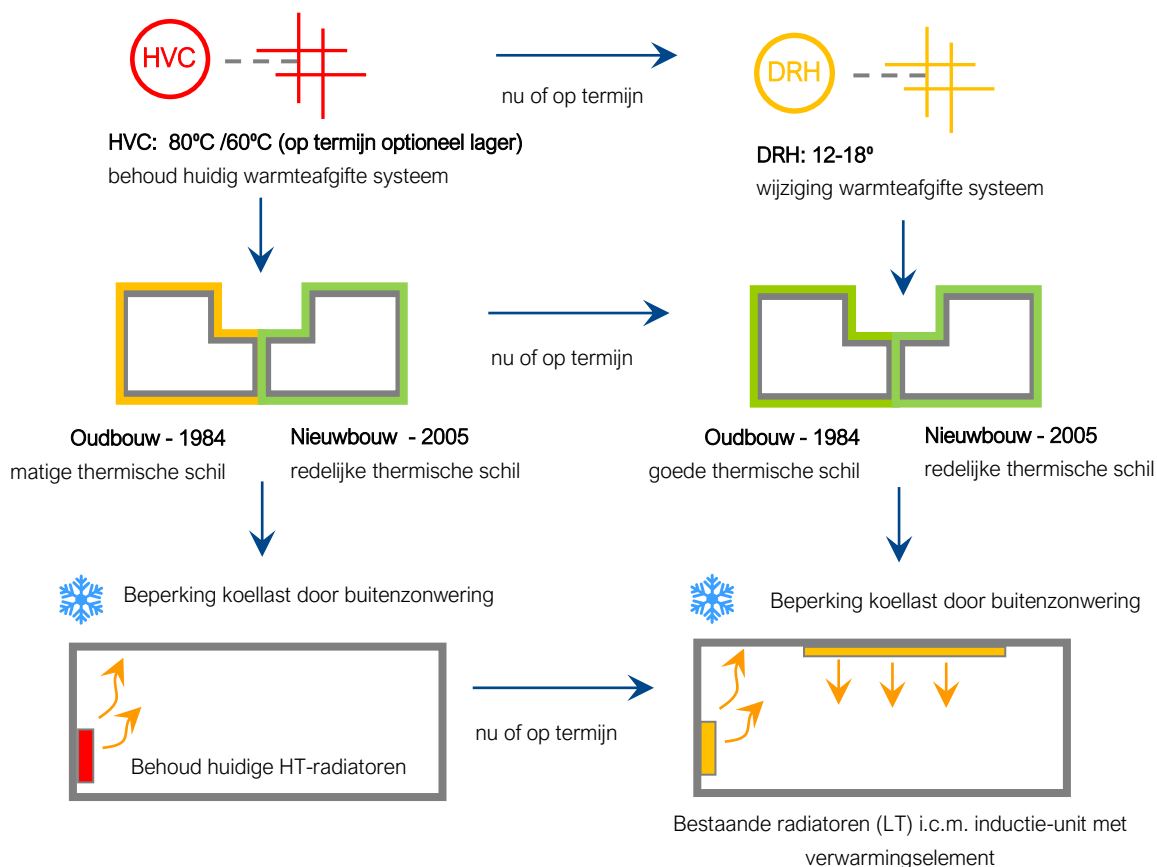 HVC
DRH
nu of op termijn
HVC: 80ºC /60ºC (op termijn optioneel lager)
behoud huidig warmteafgifte systeem
DRH: 12-18º
wijziging warmteafgifte systeem
nu of op termijn
Oudbouw - 1984
matige thermische schil
Nieuwbouw - 2005
redelijke thermische schil
Oudbouw - 1984
goede thermische schil
Nieuwbouw - 2005
redelijke thermische schil
Beperking koellast door buitenzonwering
Beperking koellast door buitenzonwering
Behoud huidige HT-radiatoren
nu of op termijn
Bestaande radiatoren (LT) i.c.m. inductie-unit met
verwarmingselement